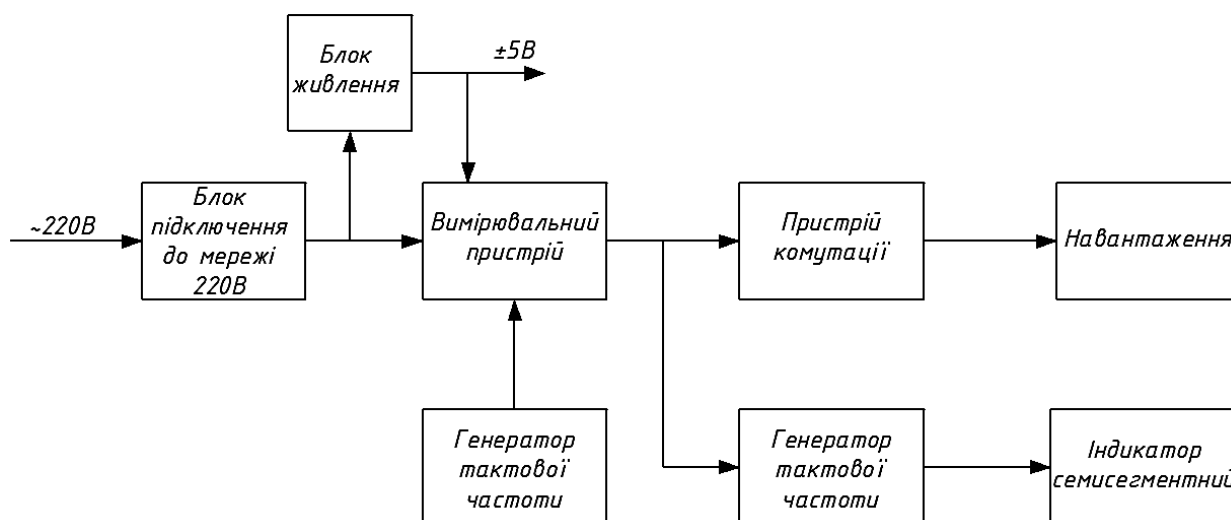 Блок
живлення
±5В
~220В
Блок
підключення
до мережі
220В
Вимірювальний
пристрій
Пристрій
комутації
Навантаження
Генератор
тактової
частоти
Генератор
тактової
частоти
Індикатор
семисегментний